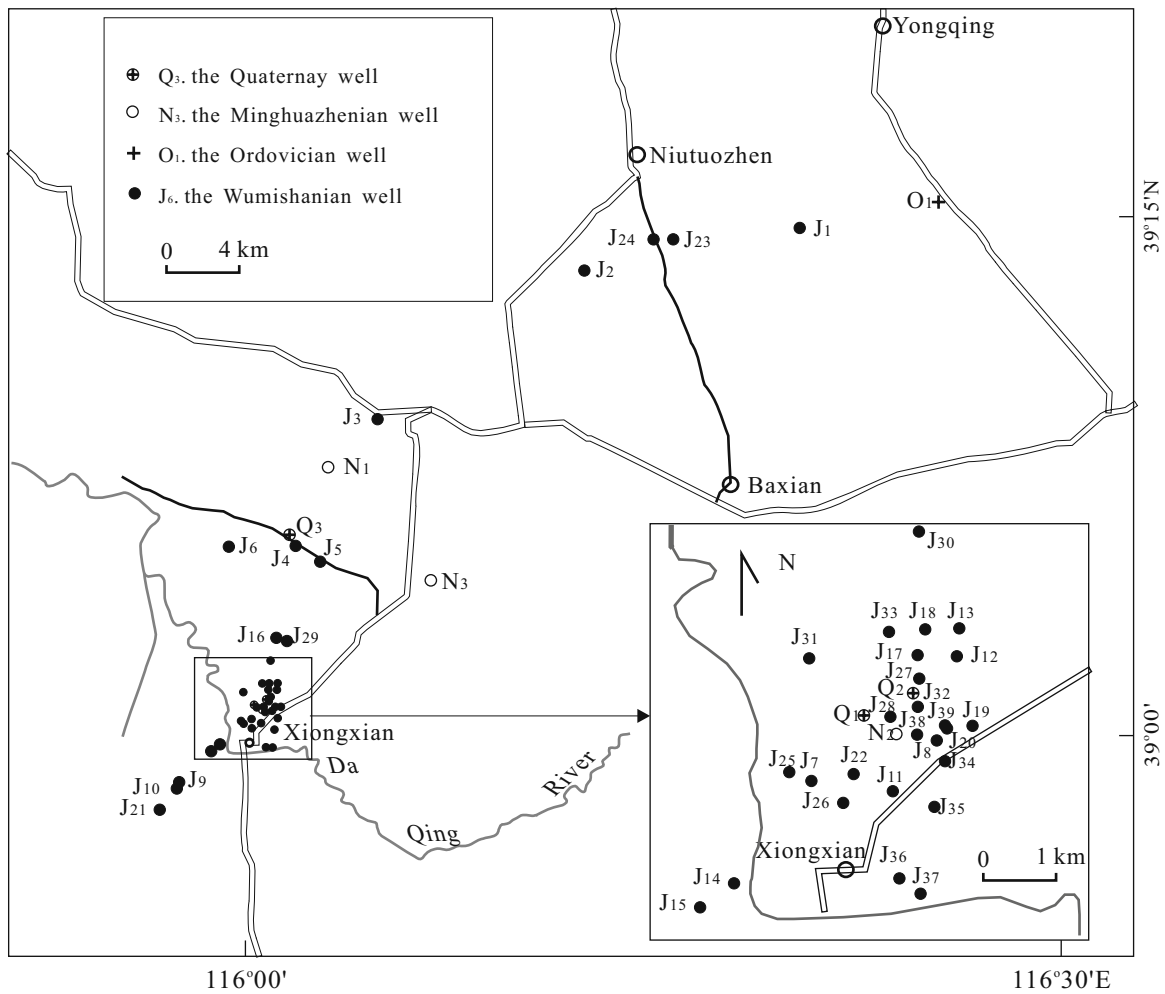 Yongqing
Q3. the Quaternay well
N3. the Minghuazhenian well
O1. the Ordovician well
J6. the Wumishanian well
0 4 km
Niutuozhen
O1
39°15'N
J24 J23 J1
J2
J3
N1
Baxian
Q3
J6 J4 J5
N3
J16 J29
Xiongxian
J10 J9
J21
Da
Qing
River
J30
N
J33 J18 J13
J31 J17 J12
J27
Q2 J32
Q1 J28 J39 J19
N2 J38
J8 J20
J34
J25 J7 J22
J26 J11
J35
Xiongxian
J36 J37
0 1 km
J14
J15
39°00'
116°00' 116°30'E